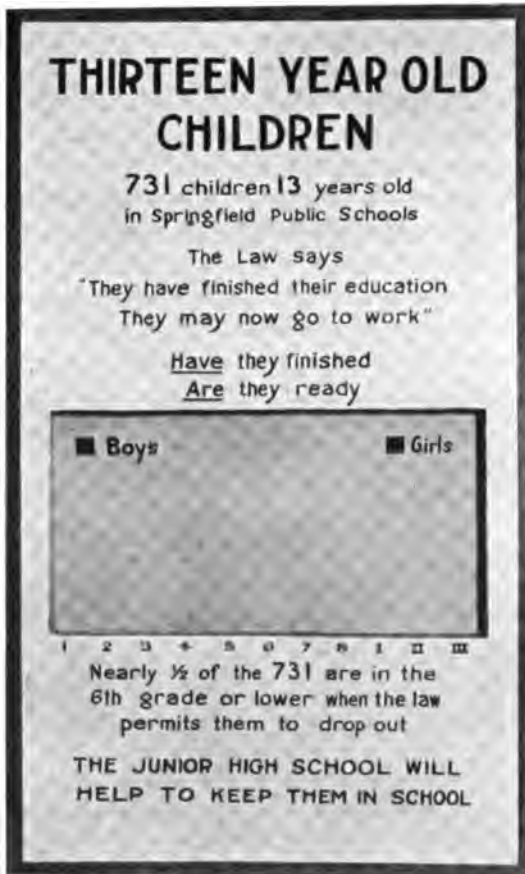 THIRTEEN YEAR OLD
CHILDREN
731 children 13 years old
in Springfield Public Schools
The Law says
"They have finished their education
They may now go to work"
Have they finished
Are they ready
Boys Girls
1 2 3 4 5 6 7 8 I II III
Nearly ½ of the 731 are in the
6th grade or lower when the law
permits them to drop out
THE JUNIOR HIGH SCHOOL WILL
HELP TO KEEP THEM IN SCHOOL